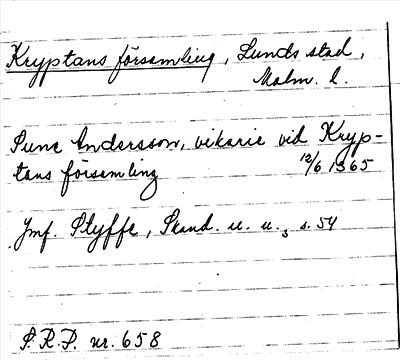 Kryptans församling, Lunds stad,
Malm. l.
Sune Andersson, vikarie vid Kryp-
tans församling 12/6 1365
Jmf. Styffe, Skand. u. u., s. 54
S.R.P. nr. 658